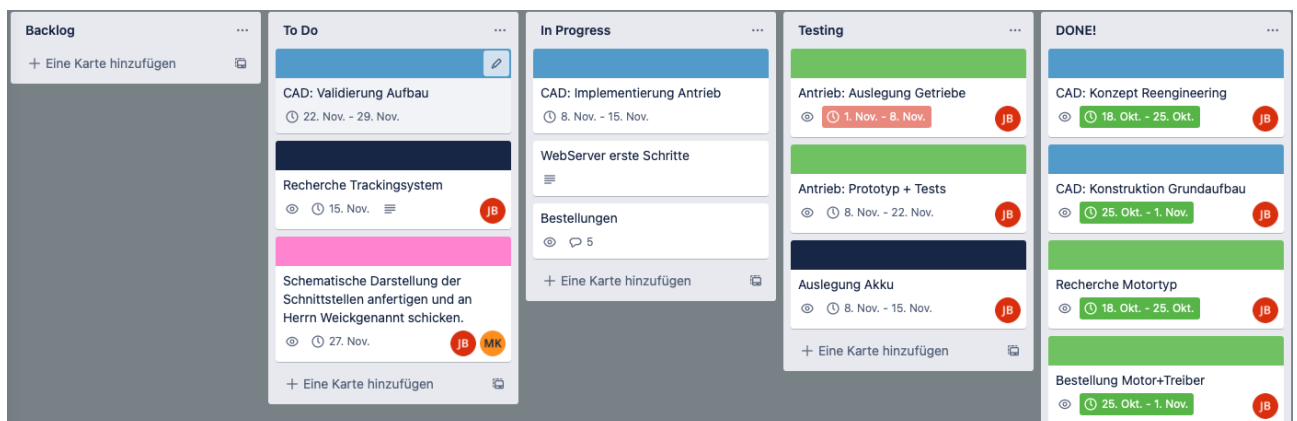 Backlog
+ Eine Karte hinzufügen
To Do
CAD: Validierung Aufbau
22. Nov. - 29. Nov.
Recherche Trackingsystem
15. Nov.
JB
Schematische Darstellung der
Schnittstellen anfertigen und an
Herrn Weickgenannt schicken.
27. Nov.
JB MK
+ Eine Karte hinzufügen
In Progress
CAD: Implementierung Antrieb
8. Nov. - 15. Nov.
WebServer erste Schritte
Bestellungen
5
+ Eine Karte hinzufügen
Testing
Antrieb: Auslegung Getriebe
1. Nov. - 8. Nov.
JB
Antrieb: Prototyp + Tests
8. Nov. - 22. Nov.
JB
Auslegung Akku
8. Nov. - 15. Nov.
JB
+ Eine Karte hinzufügen
DONE!
CAD: Konzept Reengineering
18. Okt. - 25. Okt.
JB
CAD: Konstruktion Grundaufbau
25. Okt. - 1. Nov.
JB
Recherche Motortyp
18. Okt. - 25. Okt.
JB
Bestellung Motor+Treiber
25. Okt. - 1. Nov.
JB